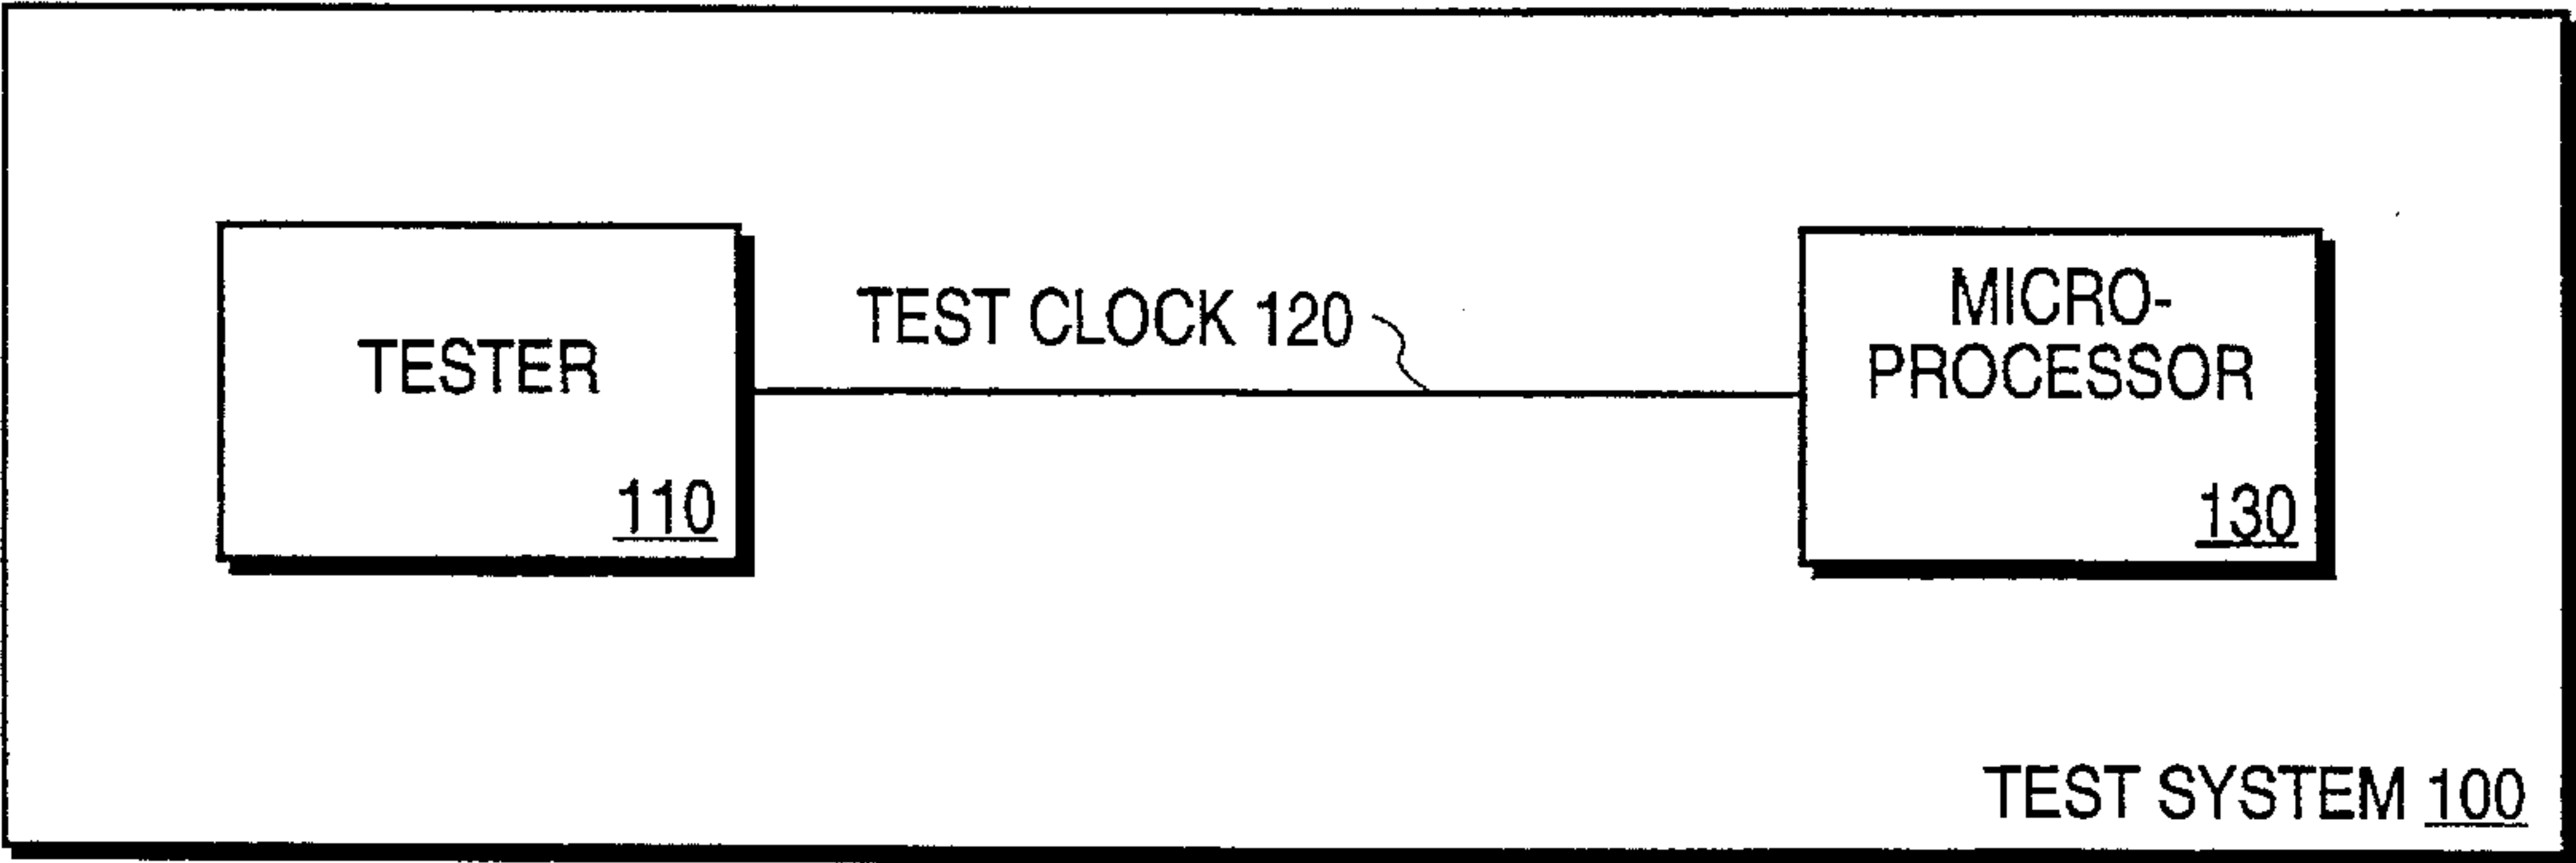 TESTER
110
TEST CLOCK 120
MICRO-
PROCESSOR
130
TEST SYSTEM 100